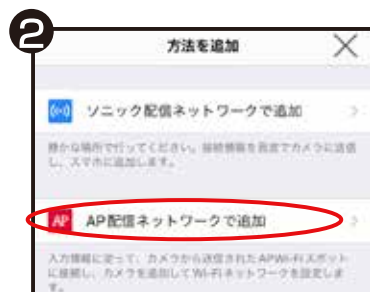 2
方法を追加
ソニック配信ネットワークで追加
静かな場所で行ってください。接続情報を音波でカメラに送信
し、スマホに追加します。
AP
AP配信ネットワークで追加
入力情報に従って、カメラから送信されたAPWi-Fiスポット
に接続し、カメラを追加してWi-Fiネットワークを設定しま
す。